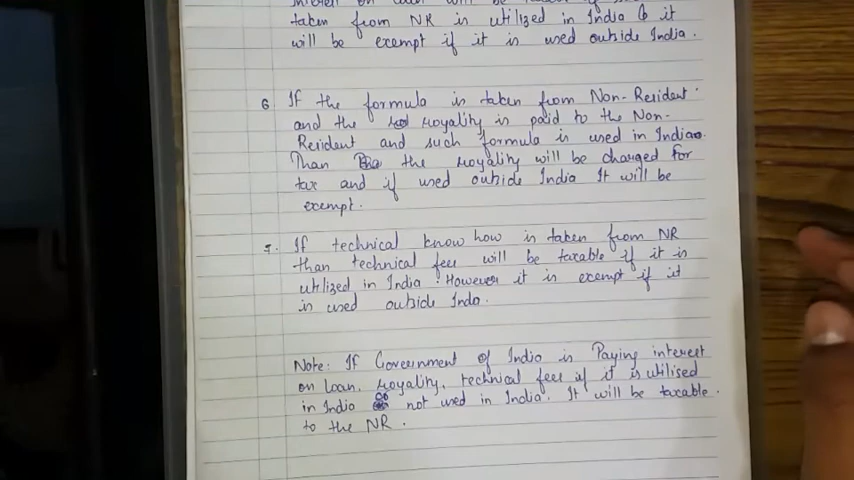 taken from NR is utilized in India & it
will be exempt if it is used outside India.
6 If the formula is taken from Non-Resident
and the royality is paid to the Non-
Resident and such formula is used in India.
Than the royality will be charged for
tax and if used outside India It will be
exempt.
7. If technical know how is taken from NR
than technical fees will be taxable if it is
utilized in India. However it is exempt if it
is used outside Inda.
Note: If Goverenment of India is Paying interest
on loan, royality, technical fees if it is utilised
in India or not used in India. It will be taxable.
to the NR.